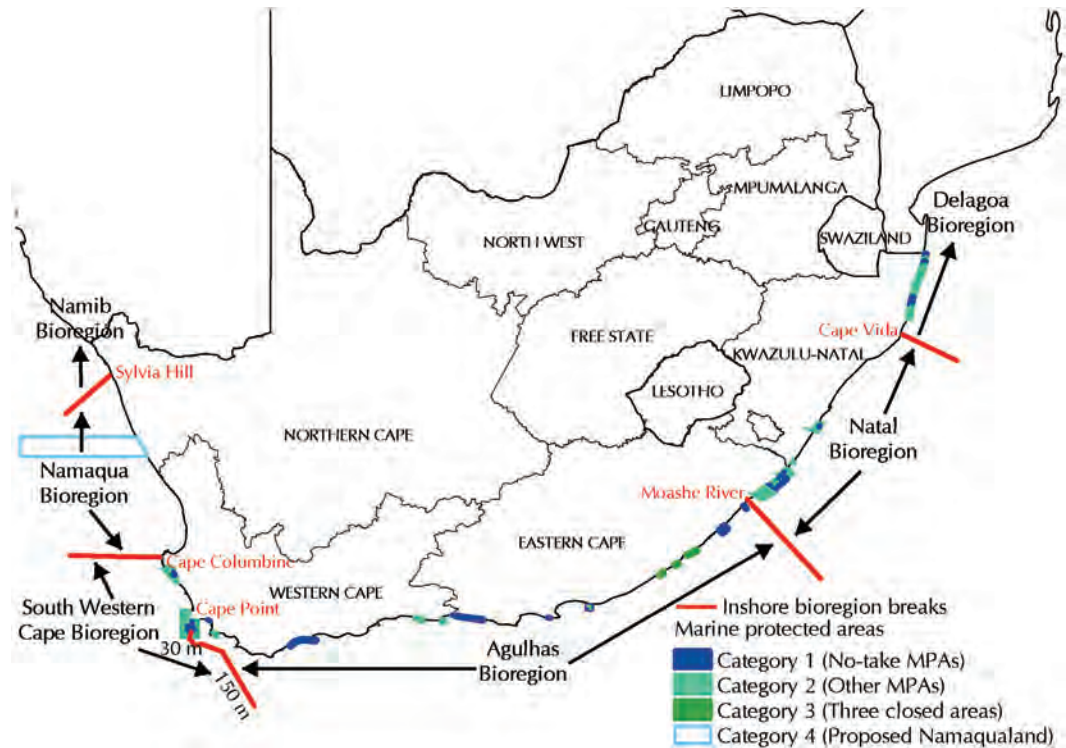 LIMPOPO
MPUMALANGA
Delagoa
Bioregion
GAUTENG
NORTH WEST
SWAZILAND
Namib
Bioregion
Cape Vida
FREE STATE
KWAZULU-NATAL
Sylvia Hill
LESOTHO
NORTHERN CAPE
Natal
Bioregion
Namaqua
Bioregion
Moashe River
EASTERN CAPE
Cape Columbine
WESTERN CAPE
South Western
Cape Bioregion
Cape Point
30 m
150 m
Agulhas
Bioregion
Inshore bioregion breaks
Marine protected areas
Category 1 (No-take MPAs)
Category 2 (Other MPAs)
Category 3 (Three closed areas)
Category 4 (Proposed Namaqualand)